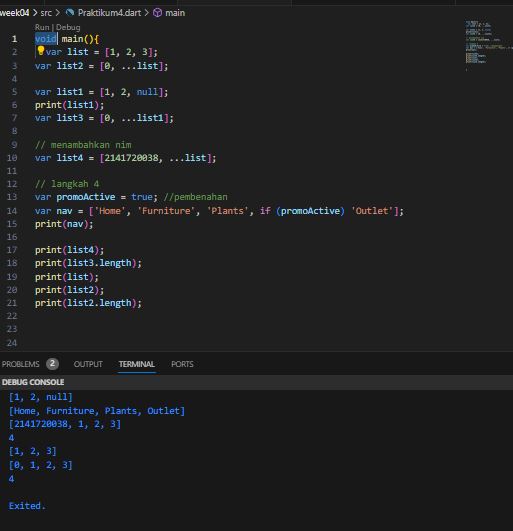 week04 > src > Praktikum4.dart > main
Run | Debug
1 void main(){
2 var list = [1, 2, 3];
3 var list2 = [0, ...list];
4
5 var list1 = [1, 2, null];
6 print(list1);
7 var list3 = [0, ...list1];
8
9 // menambahkan nim
10 var list4 = [2141720038, ...list];
11
12 // langkah 4
13 var promoActive = true; //pembenahan
14 var nav = ['Home', 'Furniture', 'Plants', if (promoActive) 'Outlet'];
15 print(nav);
16
17 print(list4);
18 print(list3.length);
19 print(list);
20 print(list2);
21 print(list2.length);
22
23
24
PROBLEMS 2 OUTPUT TERMINAL PORTS
DEBUG CONSOLE
[1, 2, null]
[Home, Furniture, Plants, Outlet]
[2141720038, 1, 2, 3]
4
[1, 2, 3]
[0, 1, 2, 3]
4
Exited.